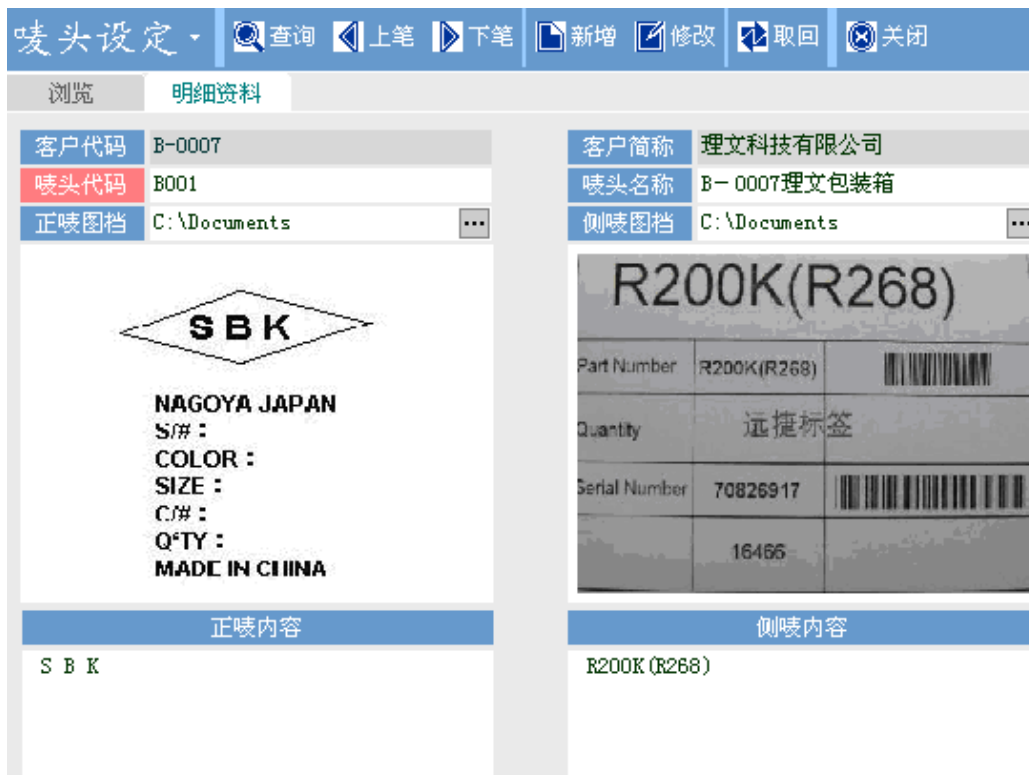 唛头设定 查询 上笔 下笔 新增 修改 取回 关闭
浏览 明细资料
客户代码 B-0007 客户简称 理文科技有限公司
唛头代码 B001 唛头名称 B-0007理文包装箱
正唛图档 C:\Documents ... 侧唛图档 C:\Documents ...
S B K
NAGOYA JAPAN
S/# :
COLOR :
SIZE :
C/# :
Q'TY :
MADE IN CHINA
R200K(R268)
Part Number R200K(R268)
Quantity 远捷标签
Serial Number 70826917
16466
正唛内容 侧唛内容
S B K R200K(R268)